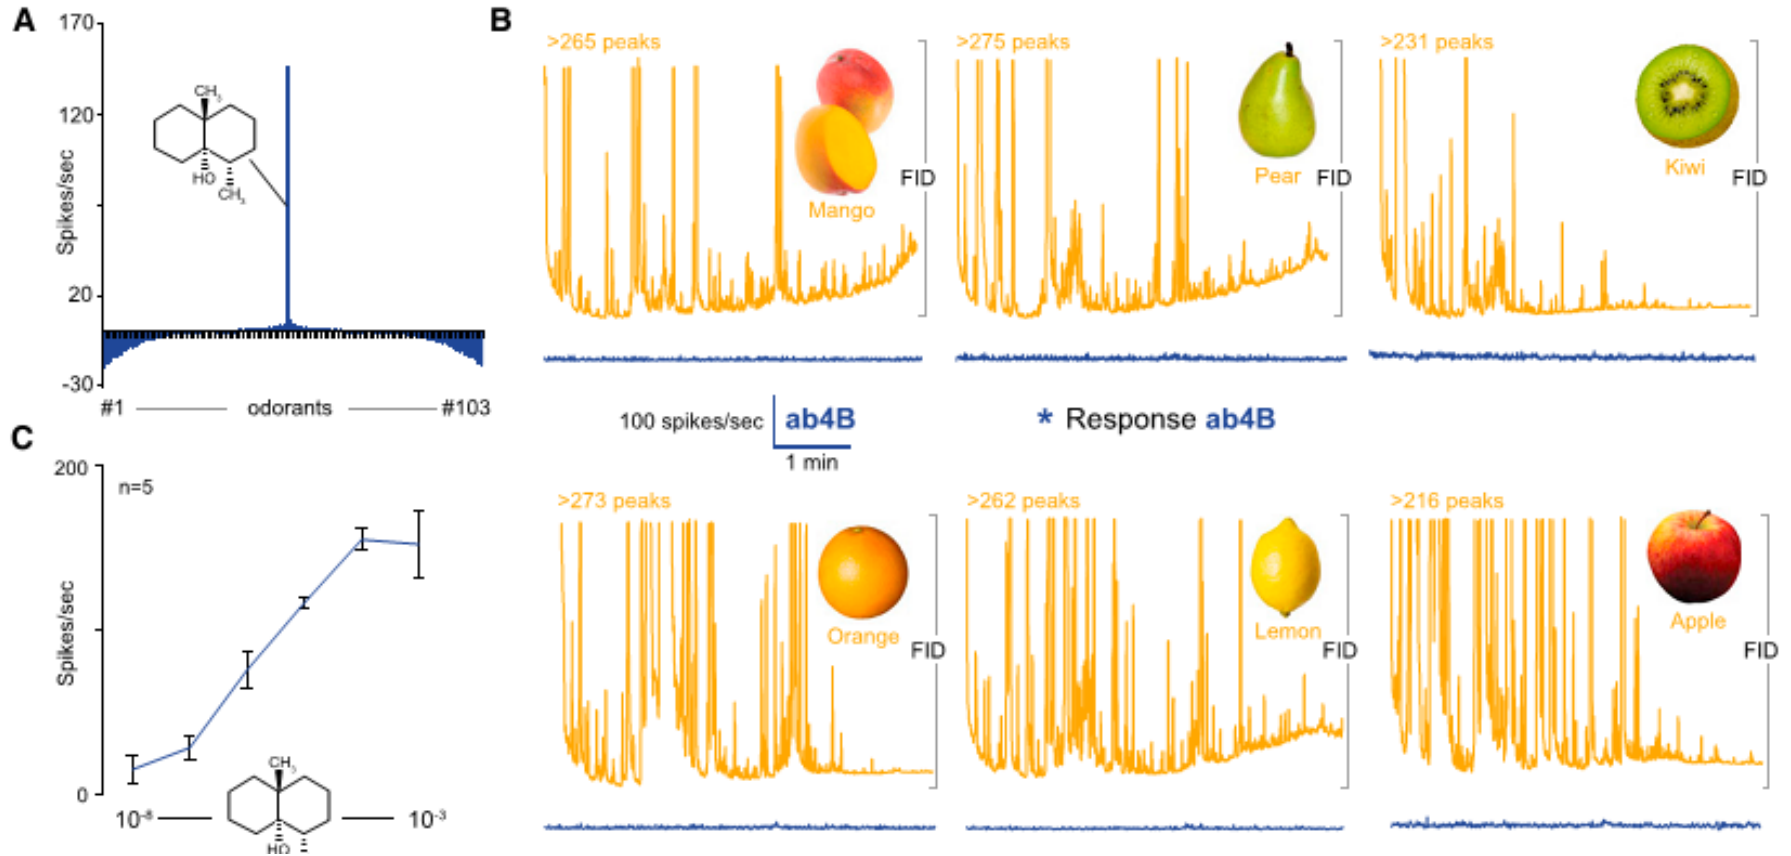 A
170
120
20
-30
Spikes/sec
CH3
HO
CH3
#1 odorants #103
B
>265 peaks
Mango
FID
>275 peaks
Pear
FID
>231 peaks
Kiwi
FID
100 spikes/sec
ab4B
1 min
* Response ab4B
C
200
0
Spikes/sec
n=5
10-8
CH3
HO
10-3
>273 peaks
Orange
FID
>262 peaks
Lemon
FID
>216 peaks
Apple
FID